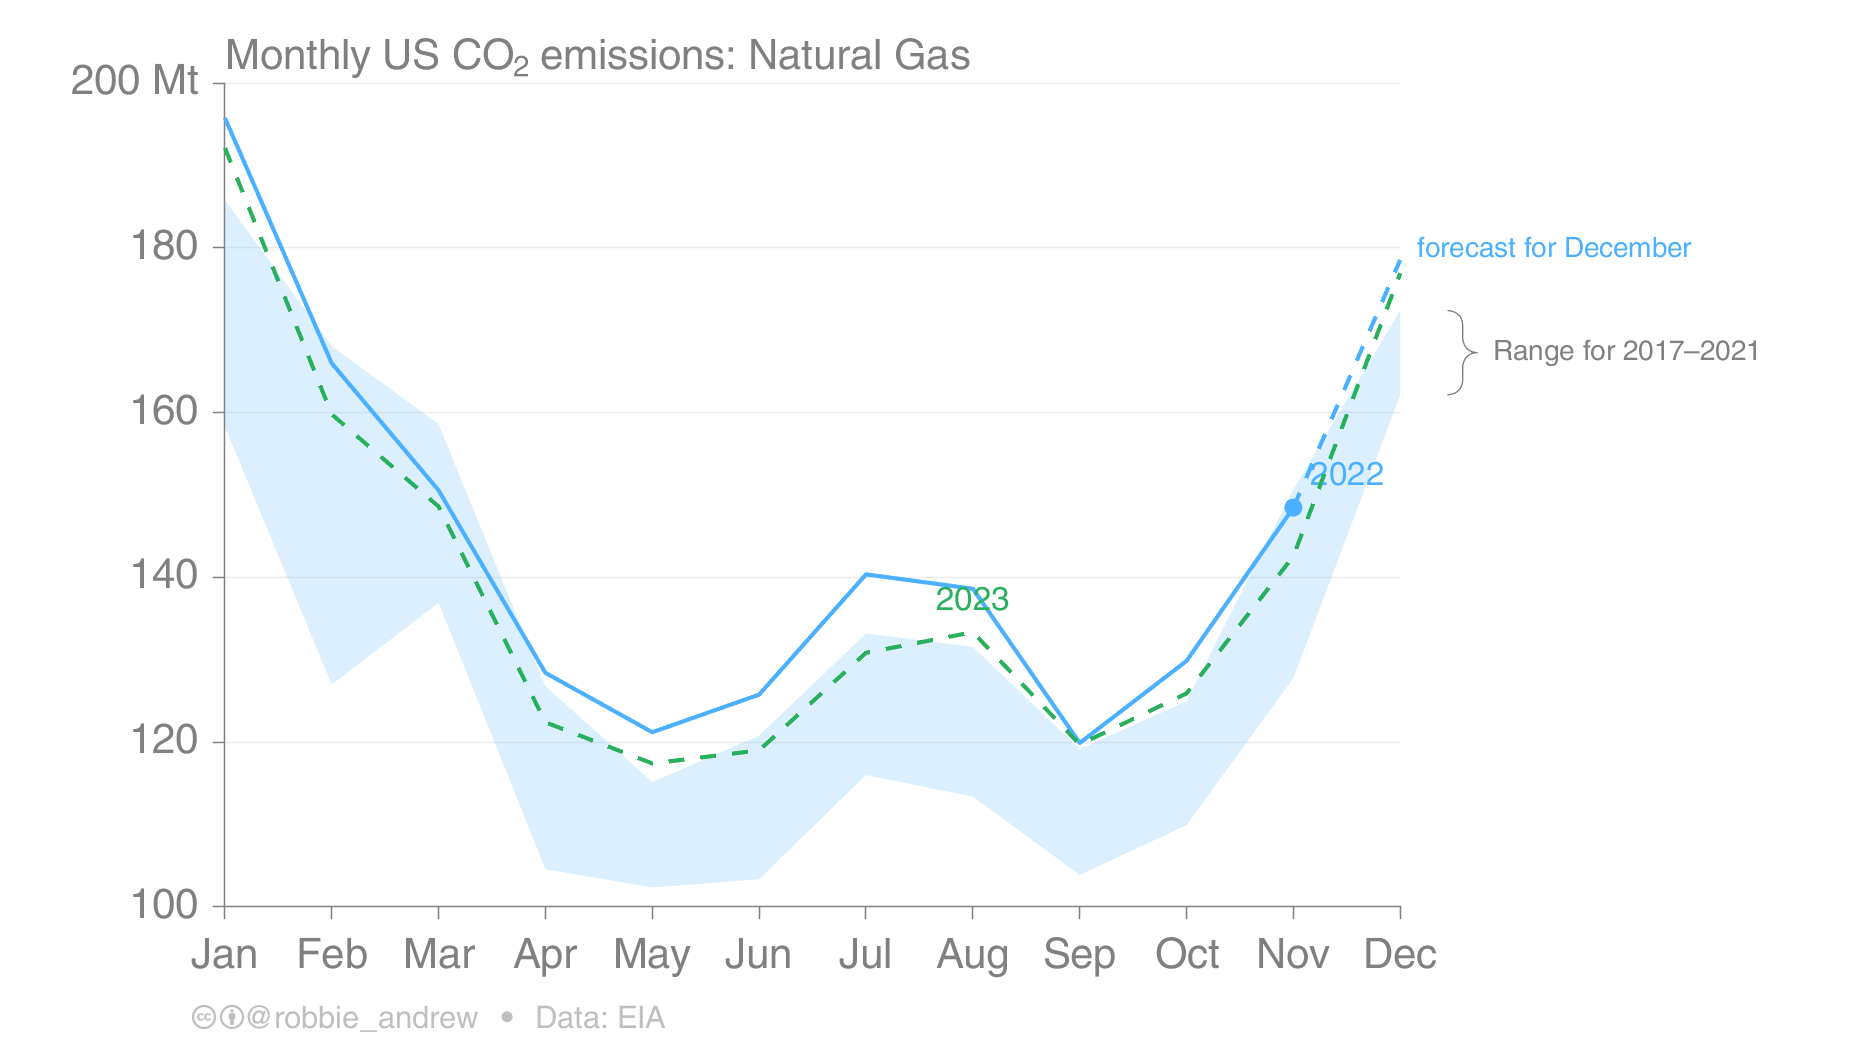 Monthly US CO₂ emissions: Natural Gas
200 Mt
180
160
140
120
100
forecast for December
Range for 2017–2021
2022
2023
Jan Feb Mar Apr May Jun Jul Aug Sep Oct Nov Dec
@robbie_andrew • Data: EIA